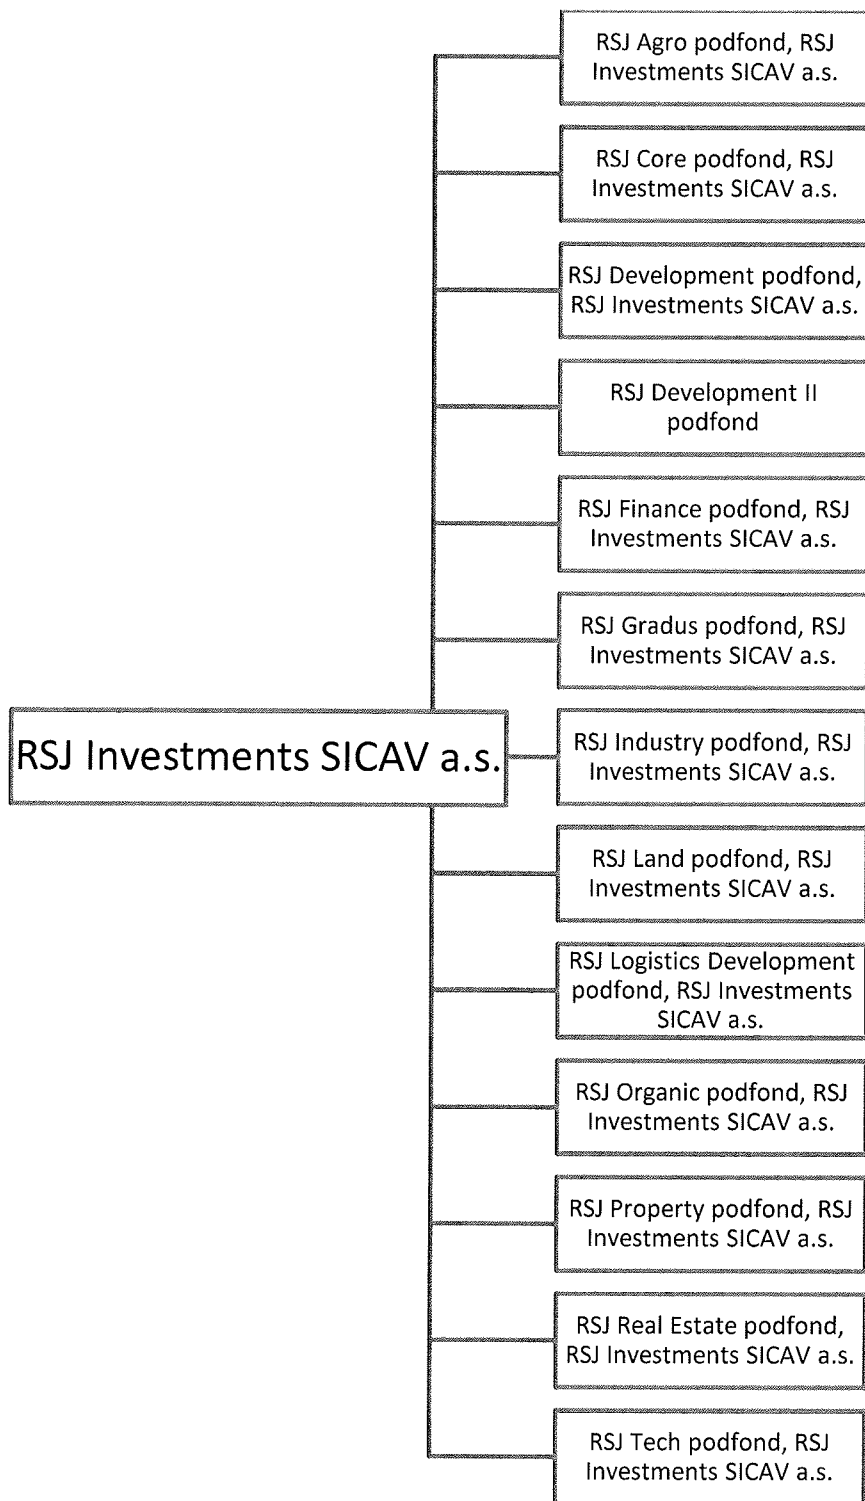 RSJ Agro podfond, RSJ
Investments SICAV a.s.
RSJ Core podfond, RSJ
Investments SICAV a.s.
RSJ Development podfond,
RSJ Investments SICAV a.s.
RSJ Development II
podfond
RSJ Finance podfond, RSJ
Investments SICAV a.s.
RSJ Gradus podfond, RSJ
Investments SICAV a.s.
RSJ Investments SICAV a.s.
RSJ Industry podfond, RSJ
Investments SICAV a.s.
RSJ Land podfond, RSJ
Investments SICAV a.s.
RSJ Logistics Development
podfond, RSJ Investments
SICAV a.s.
RSJ Organic podfond, RSJ
Investments SICAV a.s.
RSJ Property podfond, RSJ
Investments SICAV a.s.
RSJ Real Estate podfond,
RSJ Investments SICAV a.s.
RSJ Tech podfond, RSJ
Investments SICAV a.s.